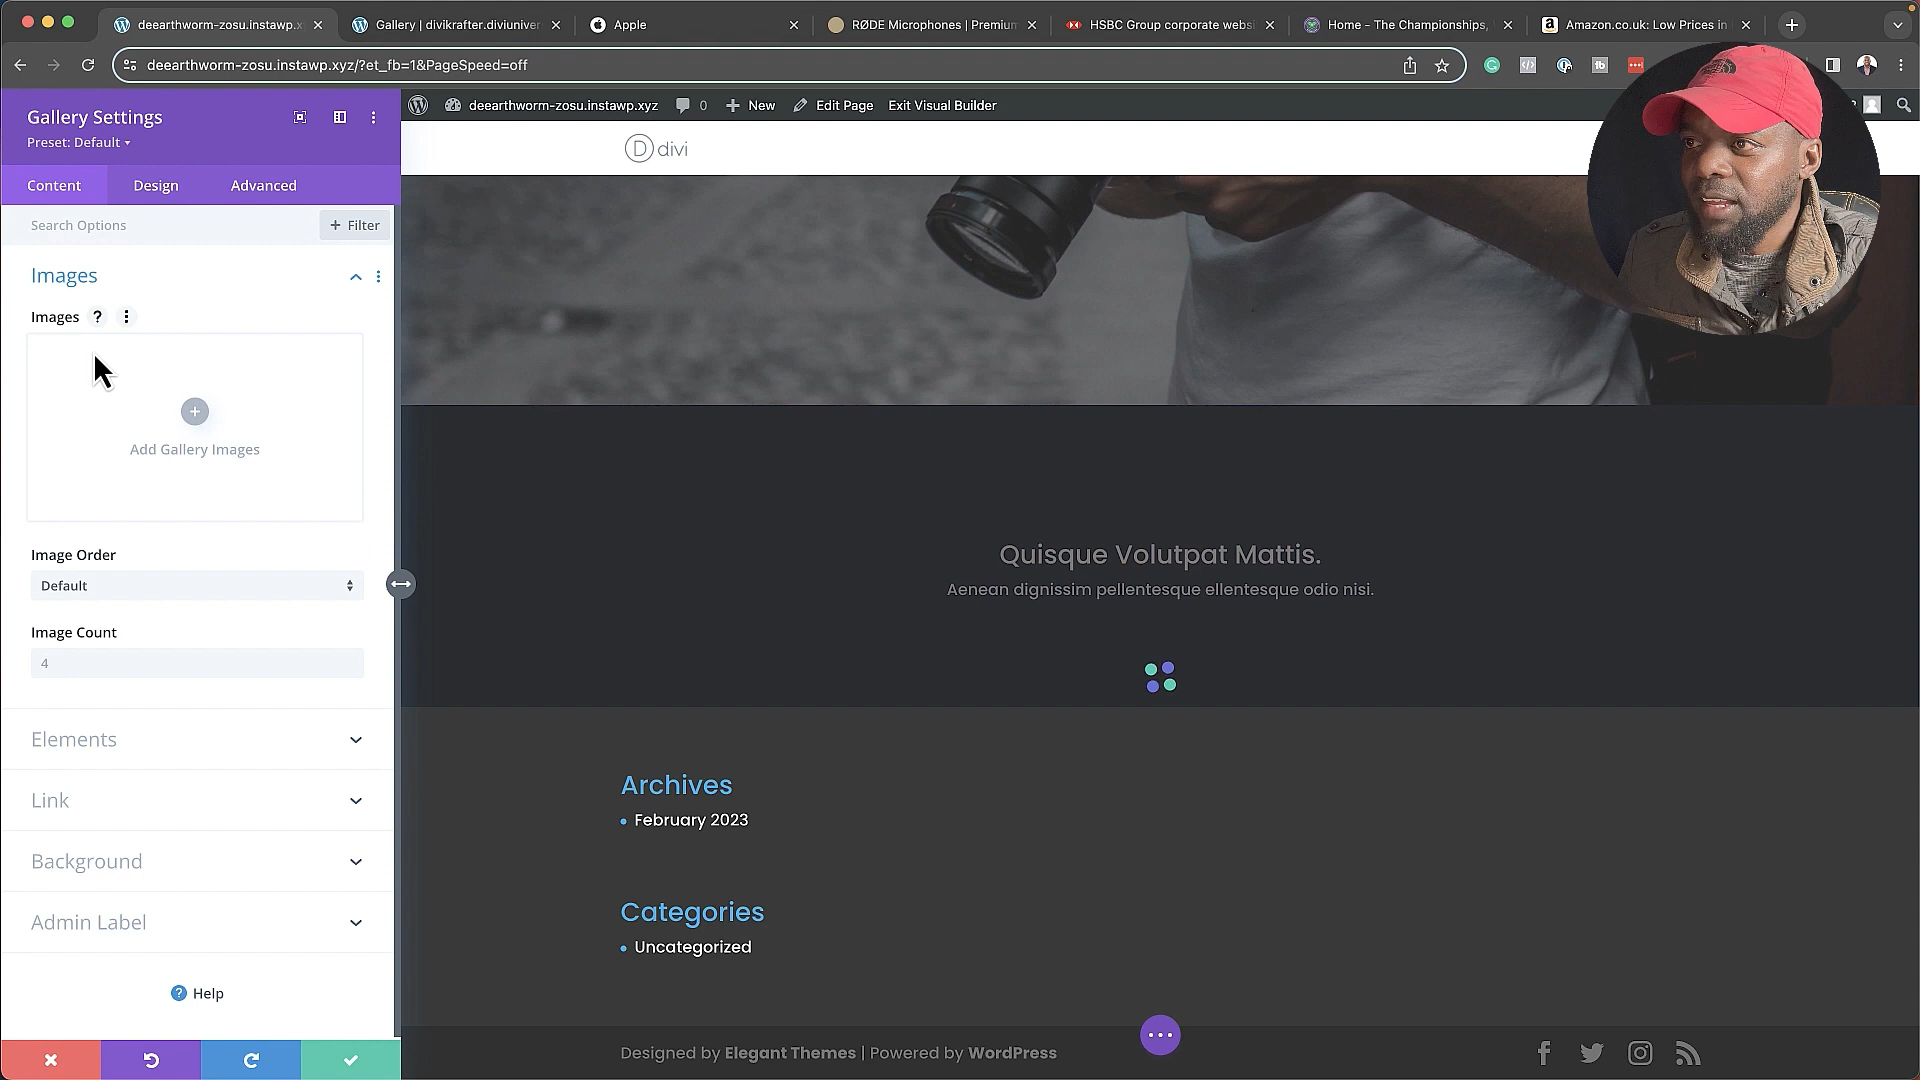 deearthworm-zosu.instawp.x
Gallery | divikrafter.diviunivers
Apple
RØDE Microphones | Premium
HSBC Group corporate websi
Home - The Championships,
Amazon.co.uk: Low Prices in
deearthworm-zosu.instawp.xyz/?et_fb=1&PageSpeed=off
Gallery Settings
Preset: Default
deearthworm-zosu.instawp.xyz
0
New
Edit Page
Exit Visual Builder
divi
Content
Design
Advanced
Search Options
+ Filter
Images
Images
Add Gallery Images
Image Order
Default
Image Count
4
Elements
Link
Background
Admin Label
Help
Quisque Volutpat Mattis.
Aenean dignissim pellentesque ellentesque odio nisi.
Archives
February 2023
Categories
Uncategorized
Designed by Elegant Themes | Powered by WordPress